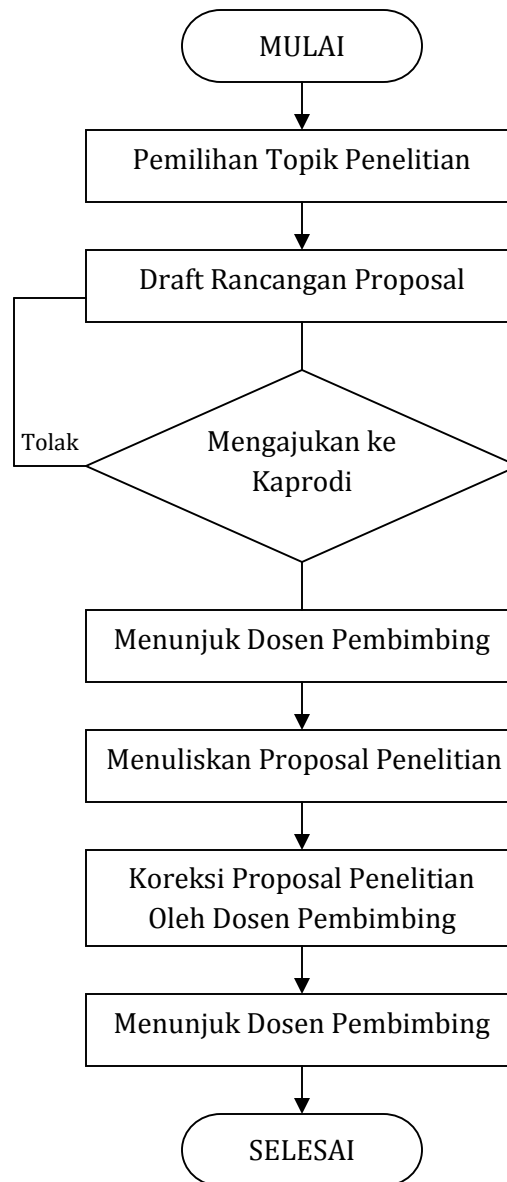 MULAI
Pemilihan Topik Penelitian
Draft Rancangan Proposal
Tolak
Mengajukan ke
Kaprodi
Menunjuk Dosen Pembimbing
Menuliskan Proposal Penelitian
Koreksi Proposal Penelitian
Oleh Dosen Pembimbing
Menunjuk Dosen Pembimbing
SELESAI